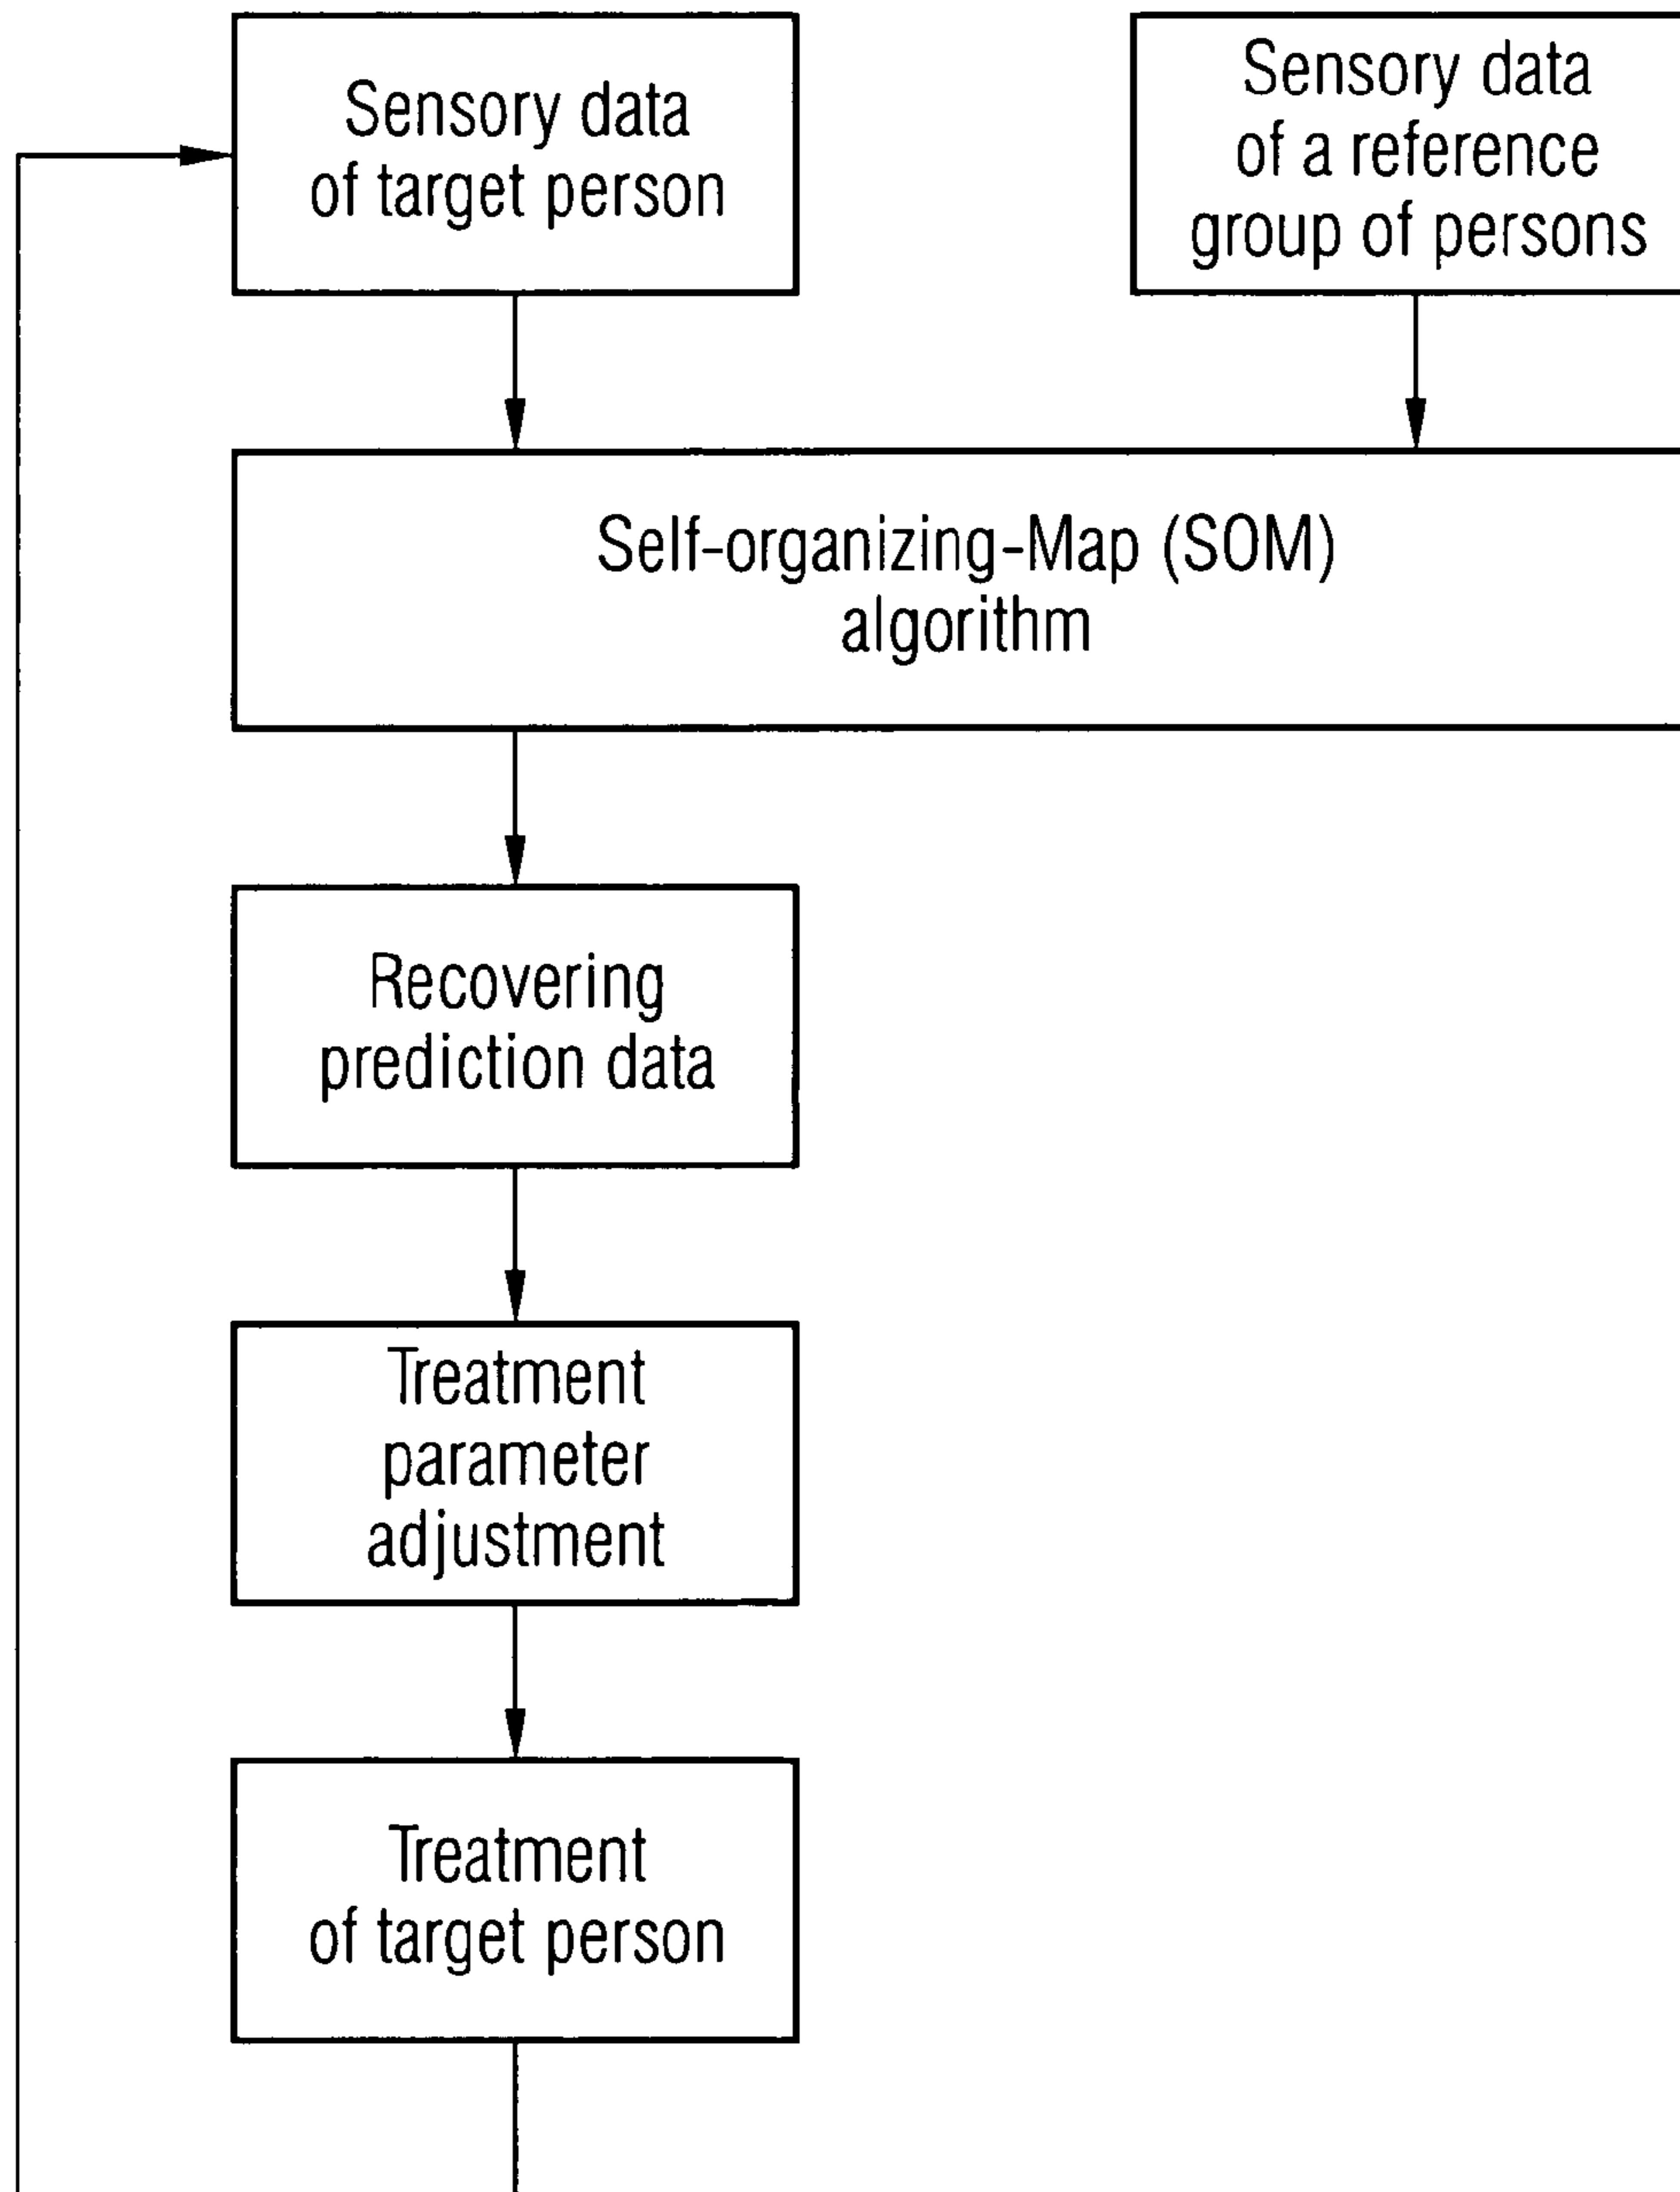 Sensory data
of target person
Sensory data
of a reference
group of persons
Self-organizing-Map (SOM)
algorithm
Recovering
prediction data
Treatment
parameter
adjustment
Treatment
of target person